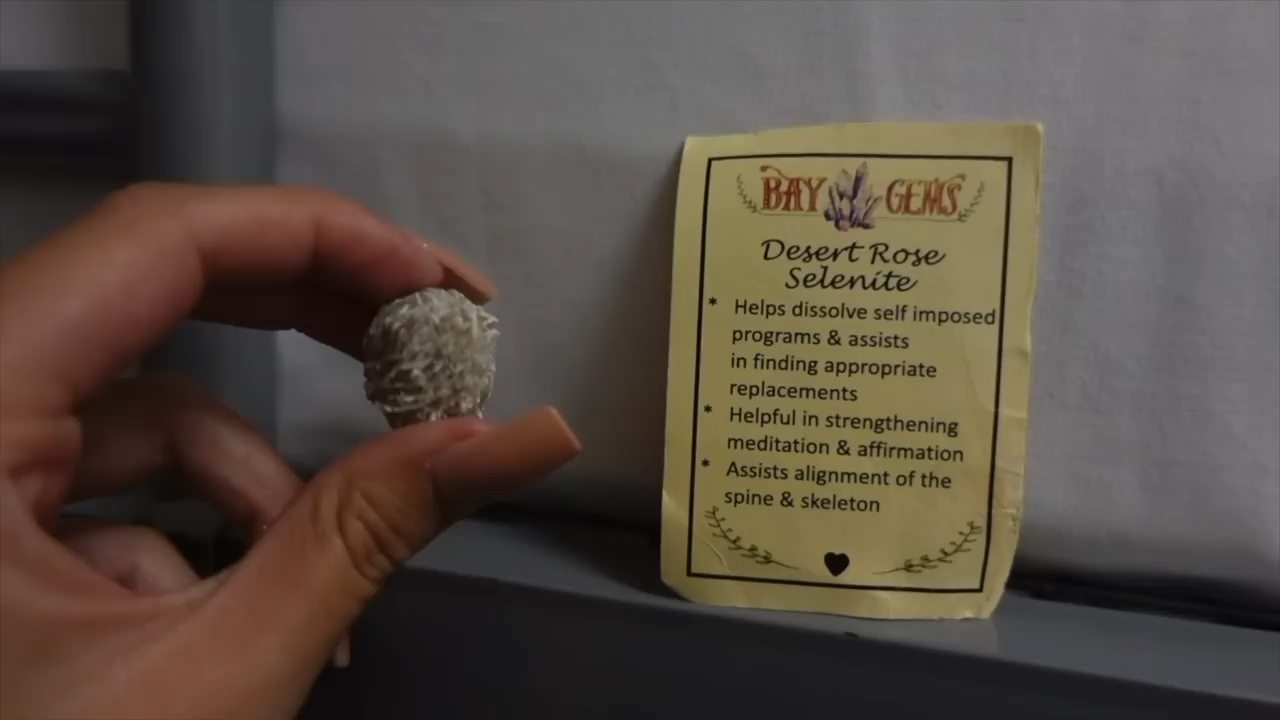 BAY GEMS
Desert Rose
Selenite
* Helps dissolve self imposed
programs & assists
in finding appropriate
replacements
* Helpful in strengthening
meditation & affirmation
* Assists alignment of the
spine & skeleton